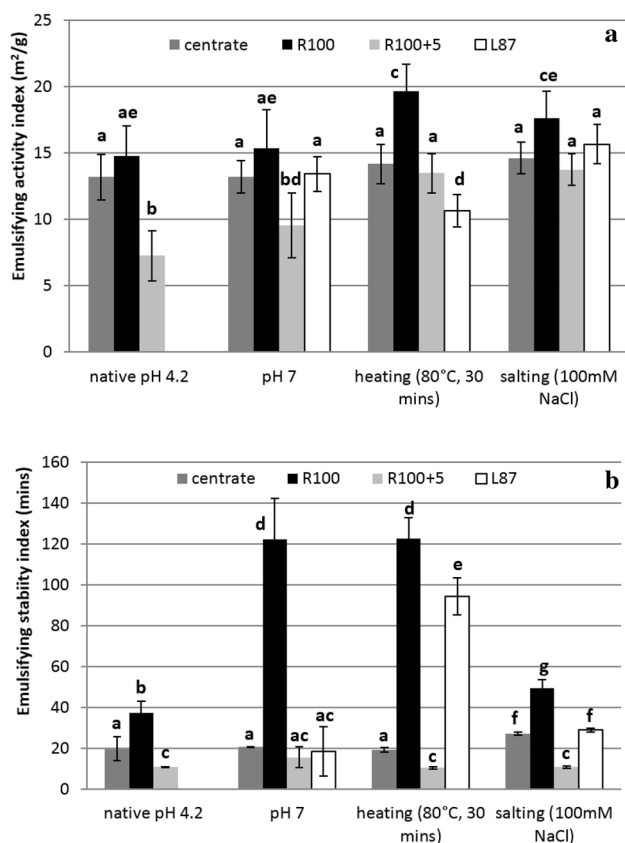 centrate R100 R100+5 L87 a
Emulsifying activity index (m²/g)
25
20
15
10
5
0
a ae b
a ae bd a
a c a d
a ce a a
native pH 4.2 pH 7 heating (80°C, 30 mins) salting (100mM NaCl)
centrate R100 R100+5 L87 b
Emulsifying stabiity index (mins)
160
140
120
100
80
60
40
20
0
a b c
a d ac ac
a d c e
f g c f
native pH 4.2 pH 7 heating (80°C, 30 mins) salting (100mM NaCl)